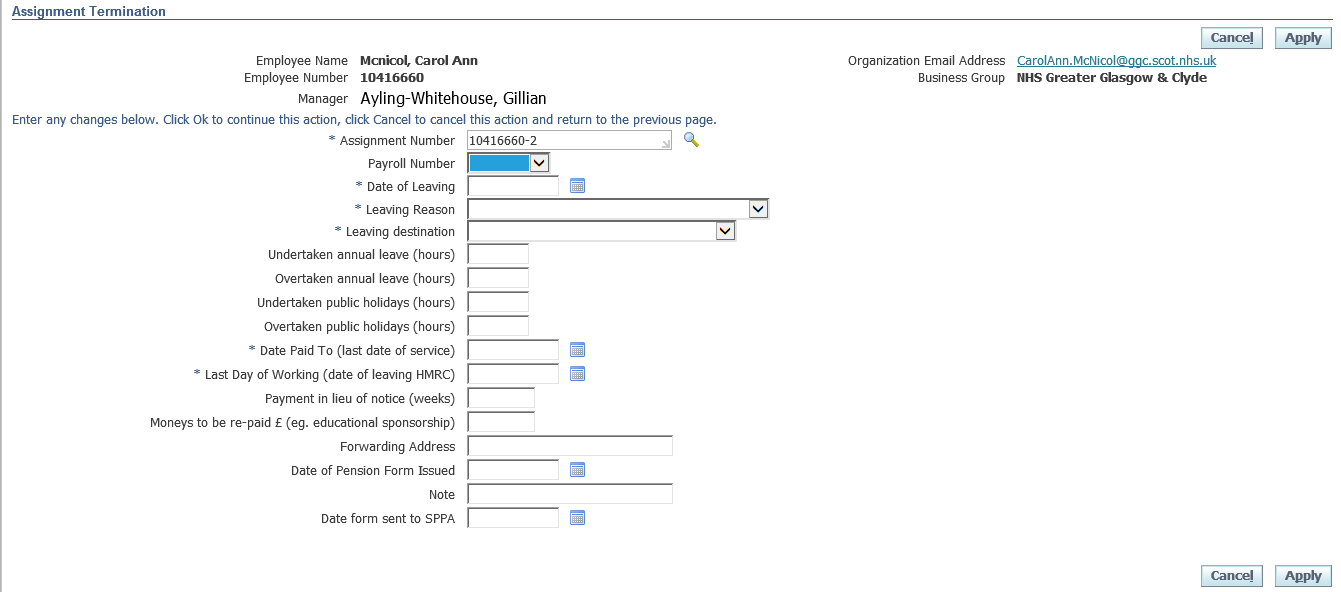 Assignment Termination
Cancel Apply
Employee Name Mcnicol, Carol Ann Organization Email Address CarolAnn.McNicol@ggc.scot.nhs.uk
Employee Number 10416660 Business Group NHS Greater Glasgow & Clyde
Manager Ayling-Whitehouse, Gillian
Enter any changes below. Click Ok to continue this action, click Cancel to cancel this action and return to the previous page.
* Assignment Number 10416660-2
Payroll Number
* Date of Leaving
* Leaving Reason
* Leaving destination
Undertaken annual leave (hours)
Overtaken annual leave (hours)
Undertaken public holidays (hours)
Overtaken public holidays (hours)
* Date Paid To (last date of service)
* Last Day of Working (date of leaving HMRC)
Payment in lieu of notice (weeks)
Moneys to be re-paid £ (eg. educational sponsorship)
Forwarding Address
Date of Pension Form Issued
Note
Date form sent to SPPA
Cancel Apply